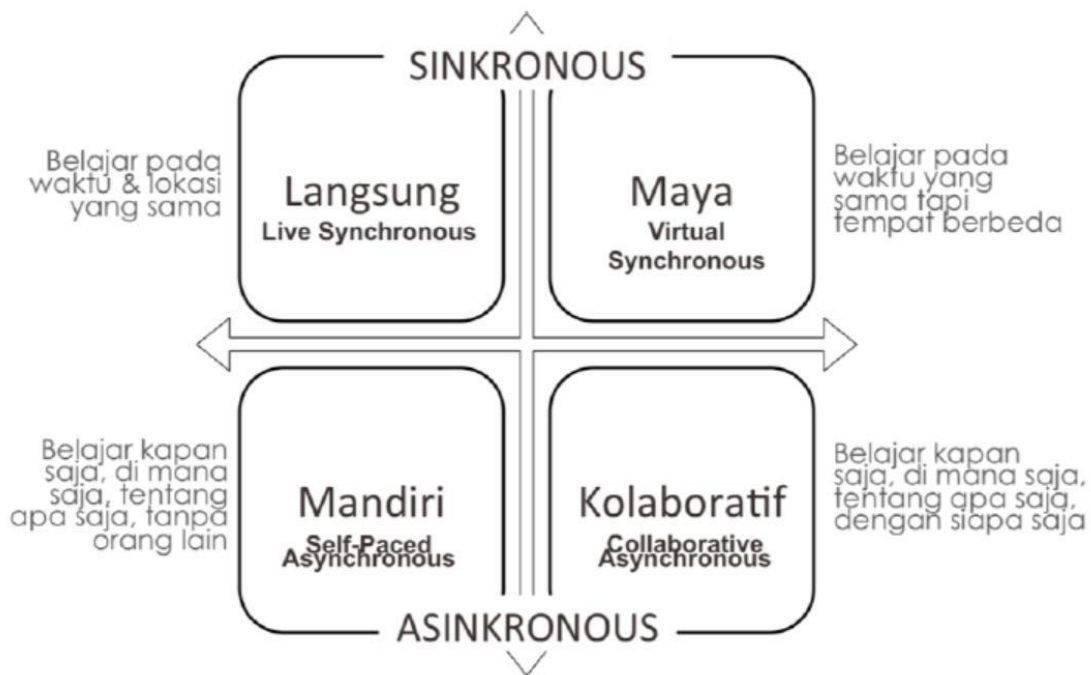 SINKRONOUS
Belajar pada
waktu & lokasi
yang sama
Langsung
Live Synchronous
Maya
Virtual
Synchronous
Belajar pada
waktu yang
sama tapi
tempat berbeda
Belajar kapan
saja, di mana
saja, tentang
apa saja, tanpa
orang lain
Mandiri
Self-Paced
Asynchronous
Kolaboratif
Collaborative
Asynchronous
Belajar kapan
saja, di mana saja,
tentang apa saja,
dengan siapa saja
ASINKRONOUS